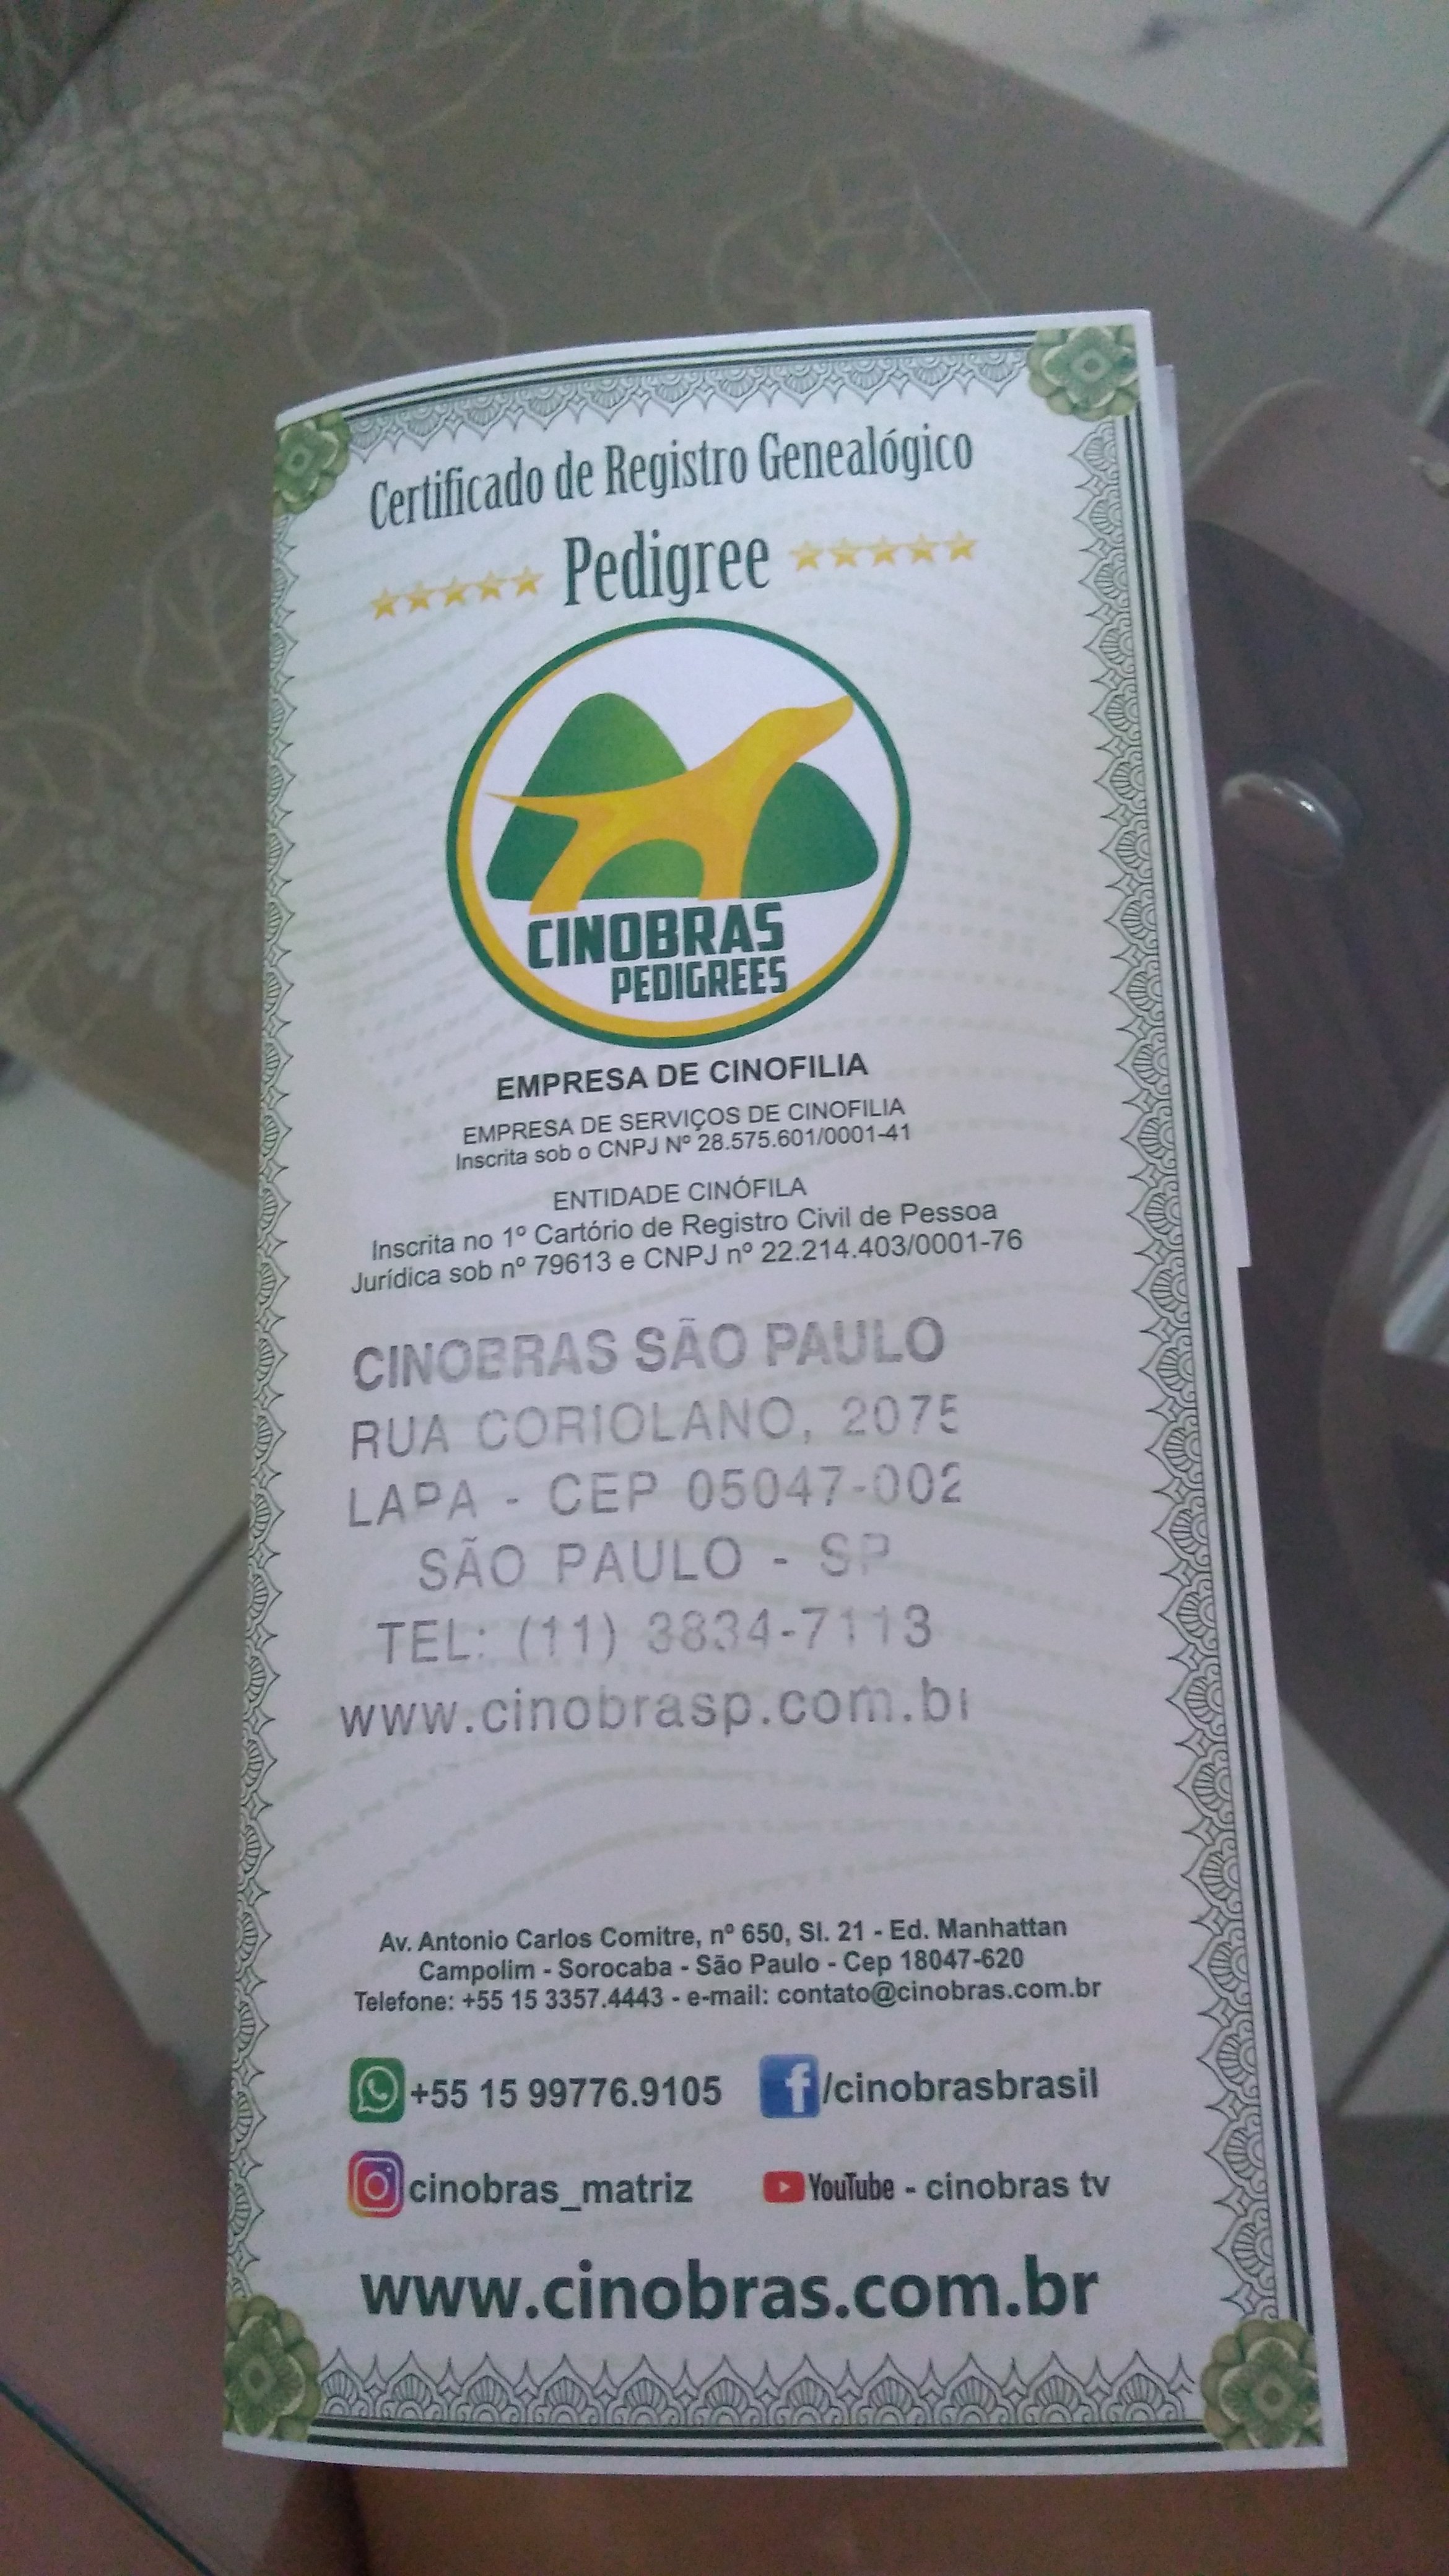 Certificado de Registro Genealógico
Pedigree
CINOBRAS
PEDIGREES
EMPRESA DE CINOFILIA
EMPRESA DE SERVIÇOS DE CINOFILIA
Inscrita sob o CNPJ Nº 28.575.601/0001-41
ENTIDADE CINÓFILA
Inscrita no 1º Cartório de Registro Civil de Pessoa
Jurídica sob nº 79613 e CNPJ nº 22.214.403/0001-76
CINOBRAS SÃO PAULO
RUA CORIOLANO, 2075
LAPA - CEP 05047-002
SÃO PAULO - SP
TEL: (11) 3834-7113
www.cinobrasp.com.br
Av. Antonio Carlos Comitre, nº 650, Sl. 21 - Ed. Manhattan
Campolim - Sorocaba - São Paulo - Cep 18047-620
Telefone: +55 15 3357.4443 - e-mail: contato@cinobras.com.br
+55 15 99776.9105 /cinobrasbrasil
cinobras_matriz YouTube - cinobras tv
www.cinobras.com.br